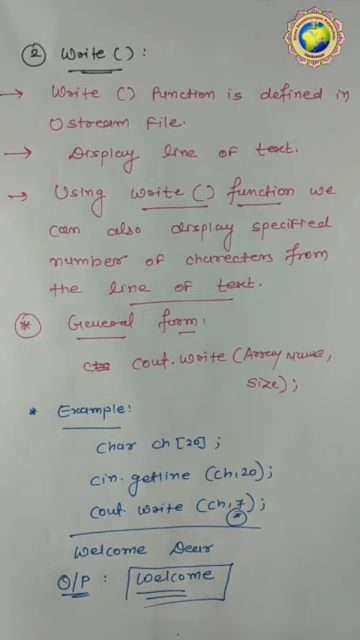 ② Write () :
→ Write () function is defined in
Ostream File.
→ Display line of text.
→ Using write () function we
can also display specified
number of charecters from
the line of text.
* General form:
cout.write (Array Name,
size);
* Example:
char ch [20] ;
cin.getline (ch,20);
cout.write (ch,7);
Welcome Dear
O/P : Welcome